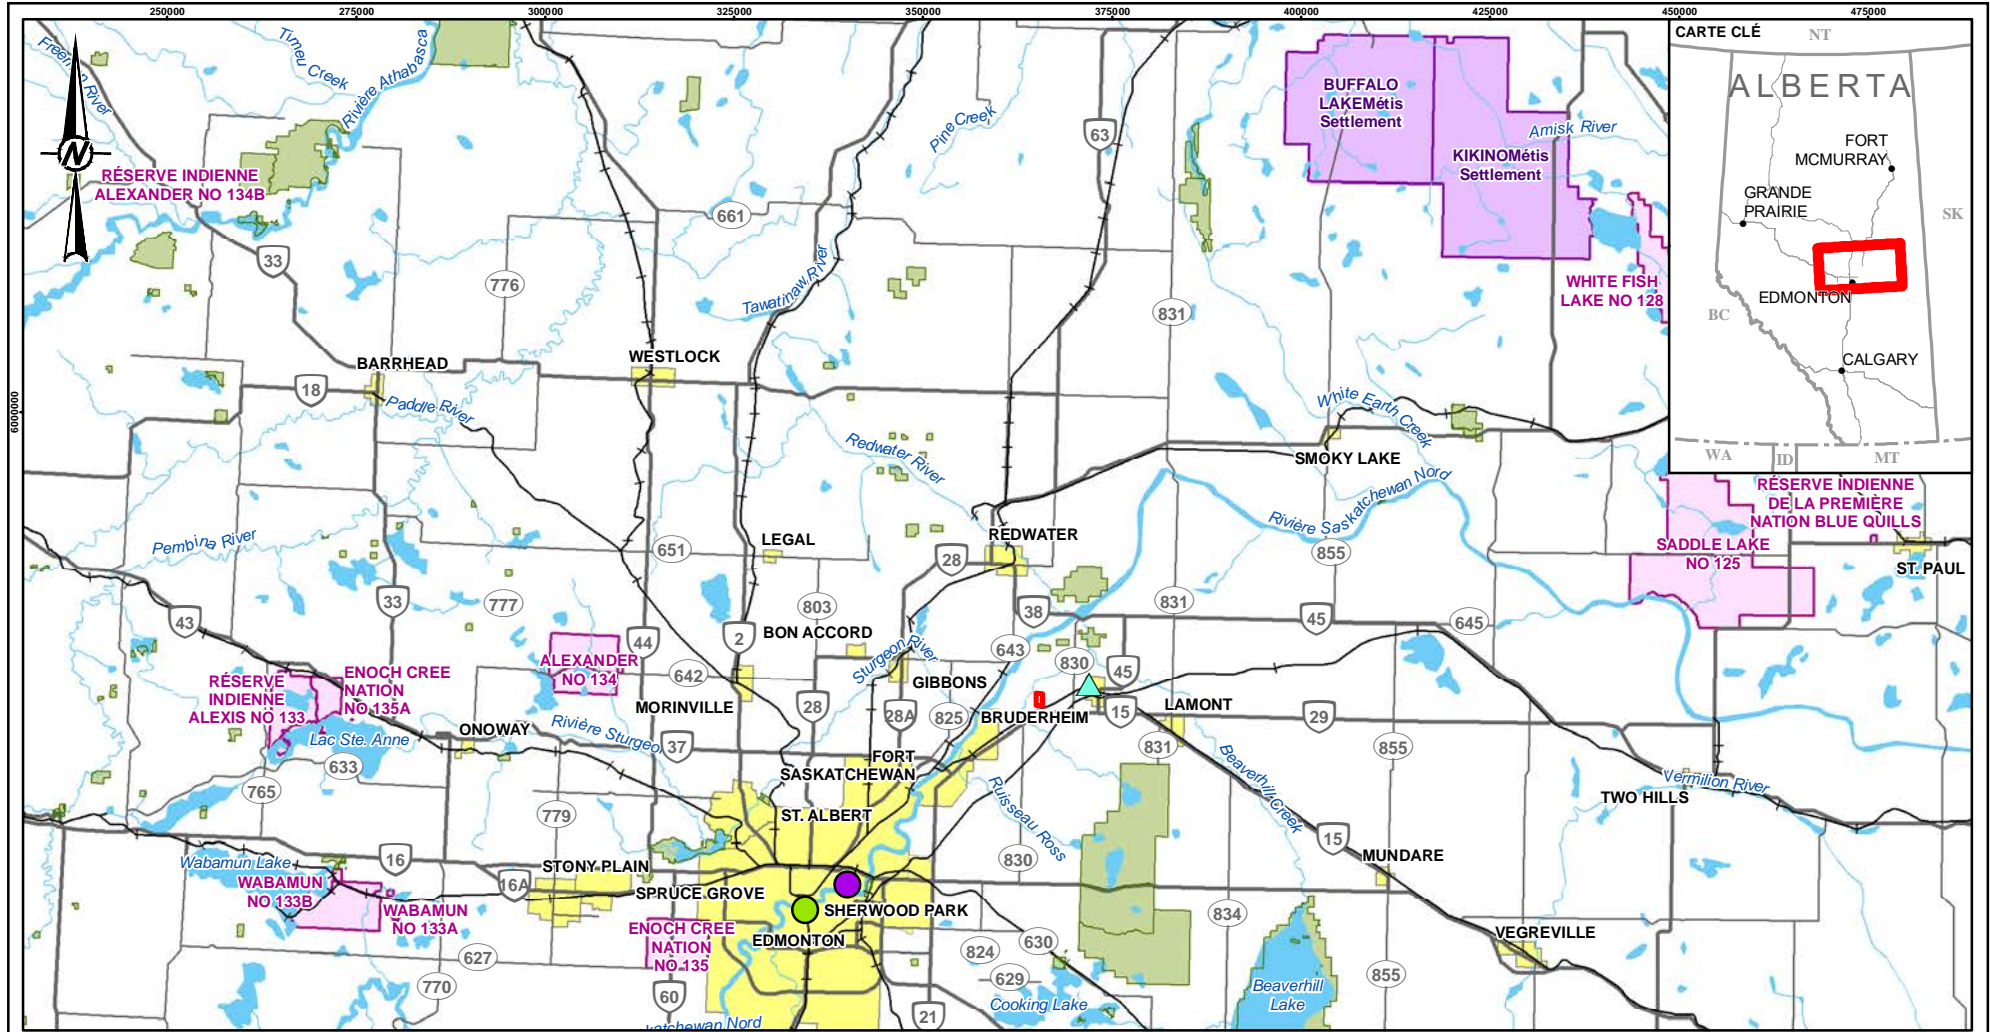 250000
275000
300000
325000
350000
375000
400000
425000
450000
475000
6000000
N
CARTE CLÉ
NT
ALBERTA
FORT
MCMURRAY
GRANDE
PRAIRIE
SK
EDMONTON
BC
CALGARY
WA
ID
MT
Timeu Creek
Rivière Athabasca
RÉSERVE INDIENNE
ALEXANDER NO 134B
Pine Creek
63
BUFFALO
LAKEMétis
Settlement
Amisk River
KIKINOMétis
Settlement
661
33
776
Tawatinaw River
831
WHITE FISH
LAKE NO 128
BARRHEAD
WESTLOCK
18
Paddle River
White Earth Creek
Redwater River
SMOKY LAKE
Rivière Saskatchewan Nord
RÉSERVE INDIENNE
DE LA PREMIÈRE
NATION BLUE QUILLS
Pembina River
651
LEGAL
REDWATER
28
855
SADDLE LAKE
NO 125
ST. PAUL
43
33
777
803
38
831
45
645
44
2
BON ACCORD
Sturgeon River
643
830
45
ALEXANDER
NO 134
642
RÉSERVE
INDIENNE
ALEXIS NO 133
ENOCH CREE
NATION
NO 135A
GIBBONS
MORINVILLE
28
28A
825
BRUDERHEIM
15
LAMONT
29
Lac Ste. Anne
ONOWAY
Rivière Sturgeo
37
831
855
633
765
FORT
SASKATCHEWAN
Beaverhill Creek
Vermilion River
TWO HILLS
Ruisseau Ross
779
ST. ALBERT
15
MUNDARE
16
830
Wabamun Lake
STONY PLAIN
WABAMUN
NO 133B
16A
SPRUCE GROVE
SHERWOOD PARK
WABAMUN
NO 133A
834
ENOCH CREE
NATION
NO 135
EDMONTON
VEGREVILLE
824
630
627
629
855
770
60
Cooking Lake
21
Beaverhill
Lake
katchewan Nord